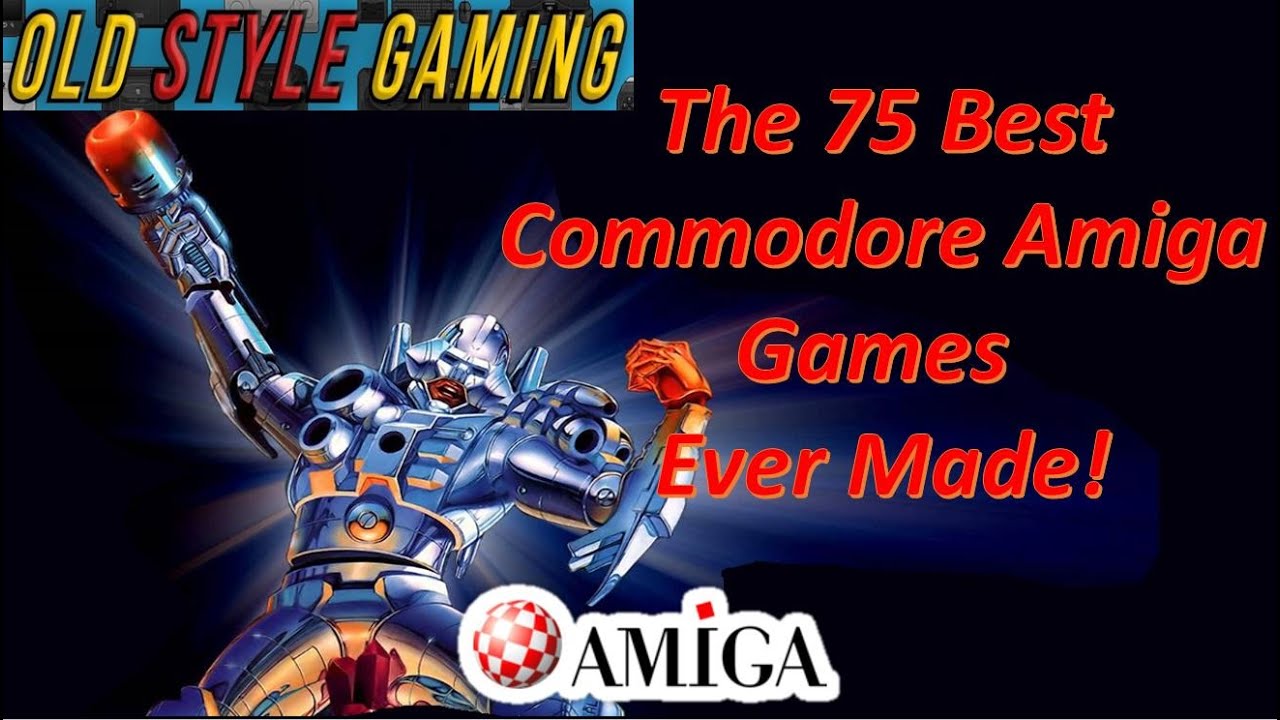 OLD STYLE GAMING
The 75 Best
Commodore Amiga
Games
Ever Made!
AMiGA